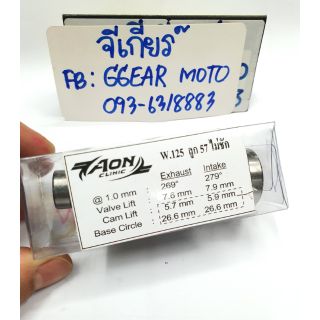 จีเกียร์
FB: GGEAR MOTO
093-6318883
TAON
CLINIC
W.125 ลูก 57 ไม้ชัก
Exhaust Intake
@ 1.0 mm 269° 279°
Valve Lift 7.6 mm 7.9 mm
Cam Lift 5.7 mm 5.9 mm
Base Circle 26.6 mm 26.6 mm